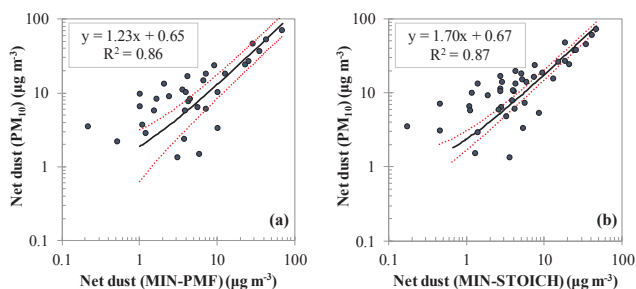 y = 1.23x + 0.65
R² = 0.86
Net dust (PM₁₀) (µg m⁻³)
100
10
1
0.1
0.1 1 10 100
(a)
Net dust (MIN-PMF) (µg m⁻³)
y = 1.70x + 0.67
R² = 0.87
Net dust (PM₁₀) (µg m⁻³)
100
10
1
0.1
0.1 1 10 100
(b)
Net dust (MIN-STOICH) (µg m⁻³)